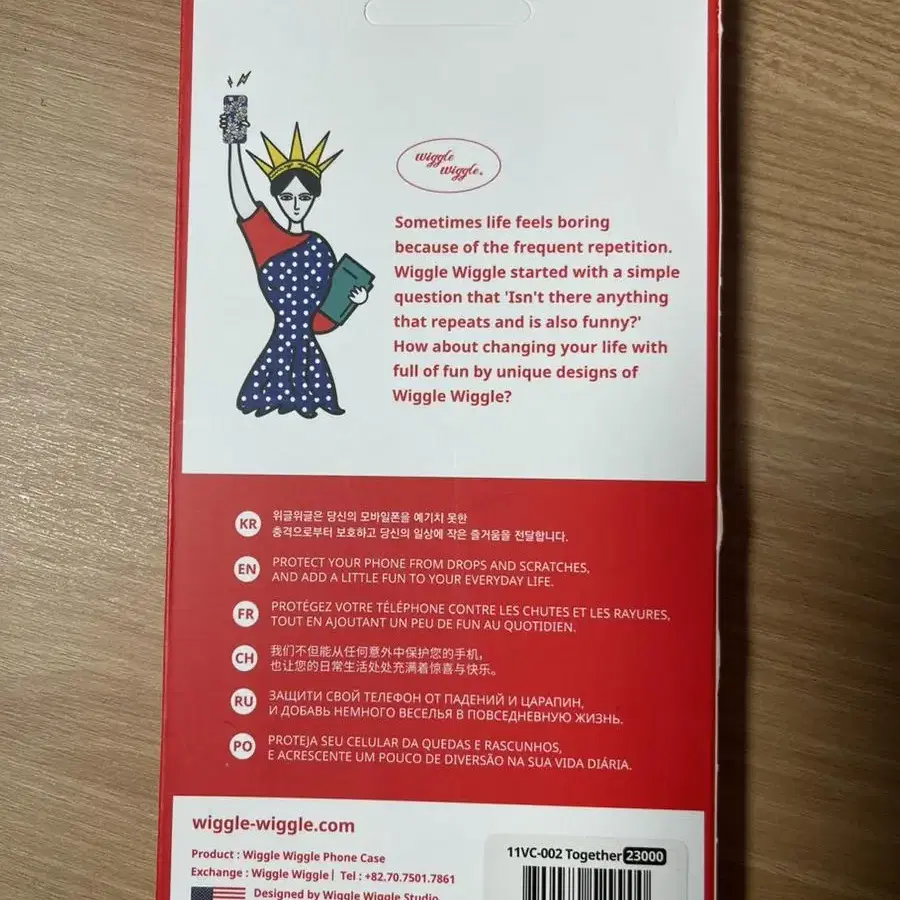 wiggle
wiggle.
Sometimes life feels boring
because of the frequent repetition.
Wiggle Wiggle started with a simple
question that 'Isn't there anything
that repeats and is also funny?'
How about changing your life with
full of fun by unique designs of
Wiggle Wiggle?
KR 위글위글은 당신의 모바일폰을 예기치 못한
충격으로부터 보호하고 당신의 일상에 작은 즐거움을 전달합니다.
EN PROTECT YOUR PHONE FROM DROPS AND SCRATCHES,
AND ADD A LITTLE FUN TO YOUR EVERYDAY LIFE.
FR PROTÉGEZ VOTRE TÉLÉPHONE CONTRE LES CHUTES ET LES RAYURES,
TOUT EN AJOUTANT UN PEU DE FUN AU QUOTIDIEN.
CH 我们不但能从任何意外中保护您的手机，
也让您的日常生活处处充满着惊喜与快乐。
RU ЗАЩИТИ СВОЙ ТЕЛЕФОН ОТ ПАДЕНИЙ И ЦАРАПИН,
И ДОБАВЬ НЕМНОГО ВЕСЕЛЬЯ В ПОВСЕДНЕВНУЮ ЖИЗНЬ.
PO PROTEJA SEU CELULAR DA QUEDAS E RASCUNHOS,
E ACRESCENTE UM POUCO DE DIVERSÃO NA SUA VIDA DIÁRIA.
wiggle-wiggle.com
Product : Wiggle Wiggle Phone Case
Exchange : Wiggle Wiggle | Tel : +82.70.7501.7861
Designed by Wiggle Wiggle Studio
11VC-002 Together 23000